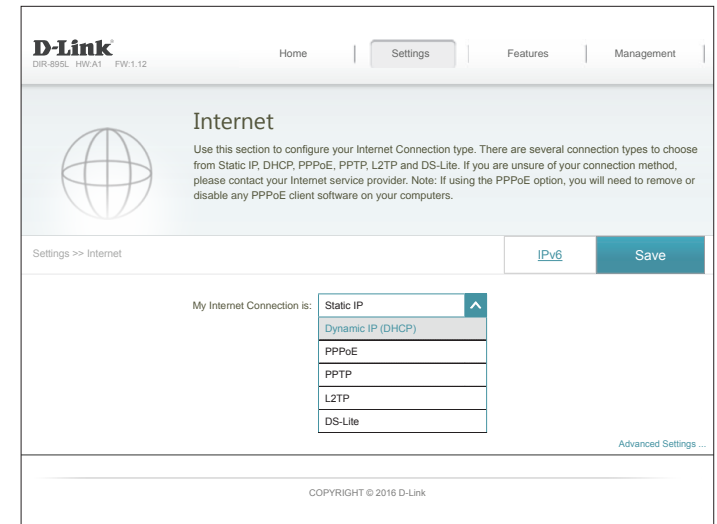 D-Link
DIR-895L HW:A1 FW:1.12
Home
Settings
Features
Management
Internet
Use this section to configure your Internet Connection type. There are several connection types to choose
from Static IP, DHCP, PPPoE, PPTP, L2TP and DS-Lite. If you are unsure of your connection method,
please contact your Internet service provider. Note: If using the PPPoE option, you will need to remove or
disable any PPPoE client software on your computers.
Settings >> Internet
IPv6
Save
My Internet Connection is:
Static IP
Dynamic IP (DHCP)
PPPoE
PPTP
L2TP
DS-Lite
Advanced Settings ...
COPYRIGHT © 2016 D-Link